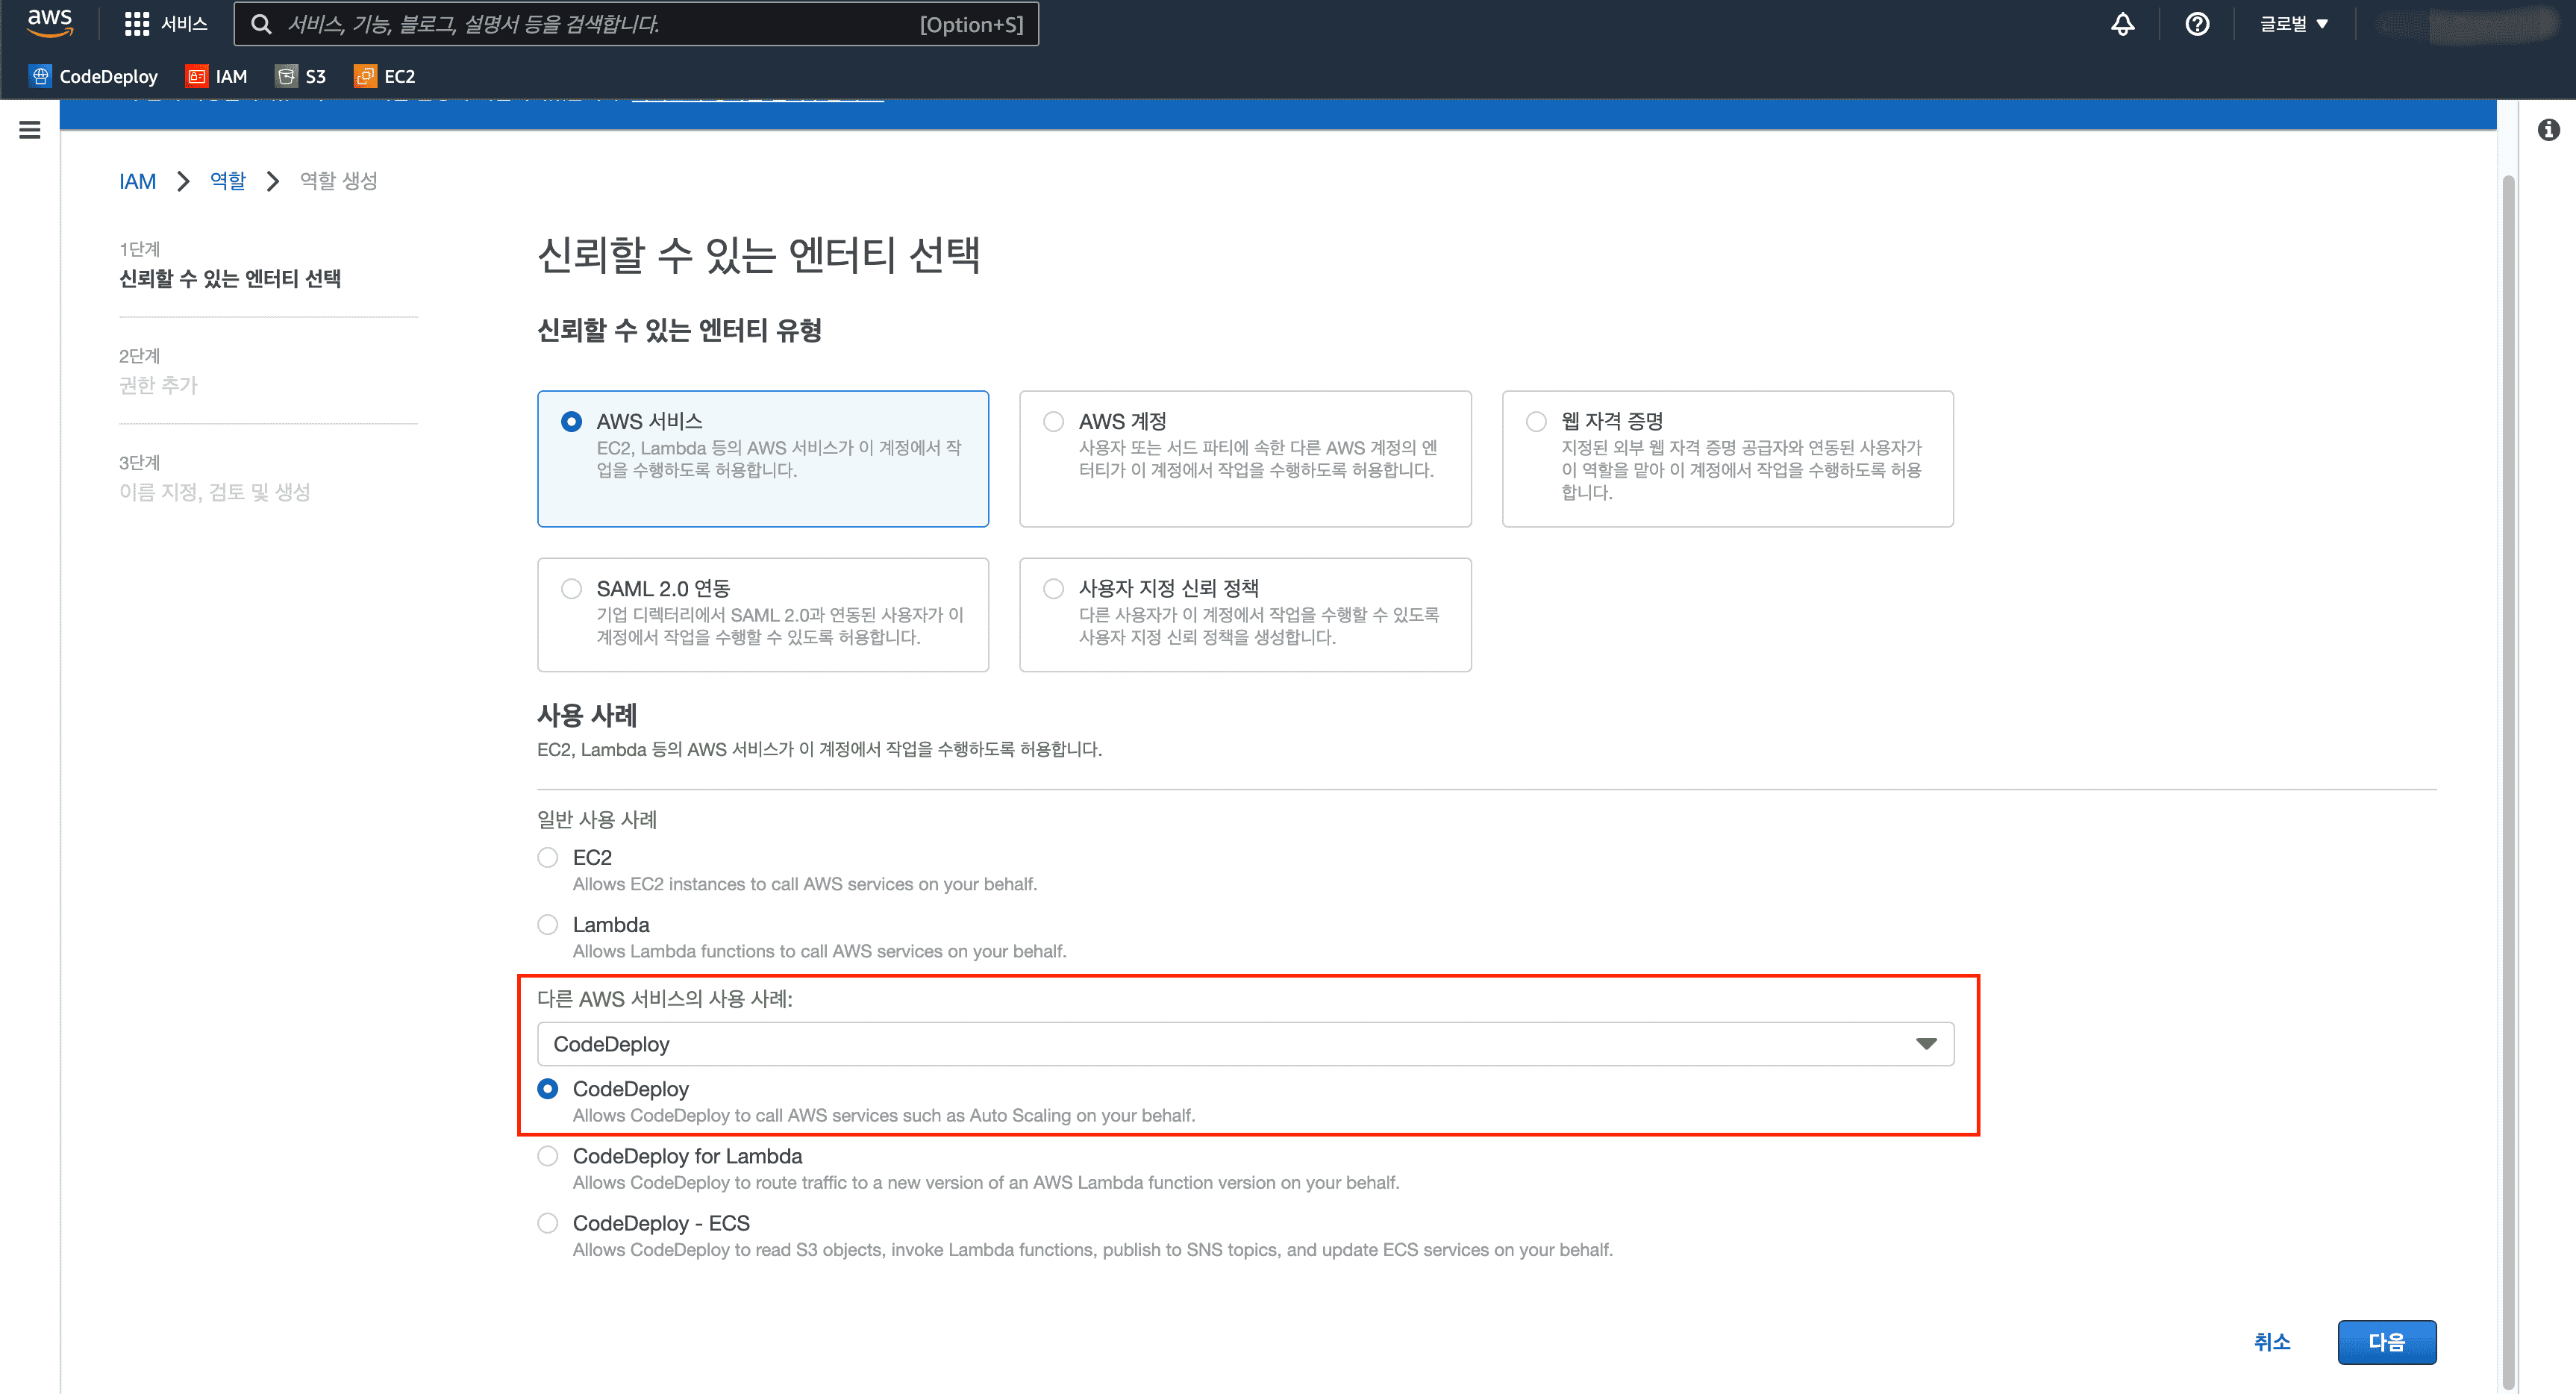 aws
서비스
서비스, 기능, 블로그, 설명서 등을 검색합니다.
[Option+S]
글로벌
CodeDeploy
IAM
S3
EC2
IAM
역할
역할 생성
1단계
신뢰할 수 있는 엔터티 선택
2단계
권한 추가
3단계
이름 지정, 검토 및 생성
신뢰할 수 있는 엔터티 선택
신뢰할 수 있는 엔터티 유형
AWS 서비스
EC2, Lambda 등의 AWS 서비스가 이 계정에서 작
업을 수행하도록 허용합니다.
AWS 계정
사용자 또는 서드 파티에 속한 다른 AWS 계정의 엔
터티가 이 계정에서 작업을 수행하도록 허용합니다.
웹 자격 증명
지정된 외부 웹 자격 증명 공급자와 연동된 사용자가
이 역할을 맡아 이 계정에서 작업을 수행하도록 허용
합니다.
SAML 2.0 연동
기업 디렉터리에서 SAML 2.0과 연동된 사용자가 이
계정에서 작업을 수행할 수 있도록 허용합니다.
사용자 지정 신뢰 정책
다른 사용자가 이 계정에서 작업을 수행할 수 있도록
사용자 지정 신뢰 정책을 생성합니다.
사용 사례
EC2, Lambda 등의 AWS 서비스가 이 계정에서 작업을 수행하도록 허용합니다.
일반 사용 사례
EC2
Allows EC2 instances to call AWS services on your behalf.
Lambda
Allows Lambda functions to call AWS services on your behalf.
다른 AWS 서비스의 사용 사례:
CodeDeploy
CodeDeploy
Allows CodeDeploy to call AWS services such as Auto Scaling on your behalf.
CodeDeploy for Lambda
Allows CodeDeploy to route traffic to a new version of an AWS Lambda function version on your behalf.
CodeDeploy - ECS
Allows CodeDeploy to read S3 objects, invoke Lambda functions, publish to SNS topics, and update ECS services on your behalf.
취소
다음